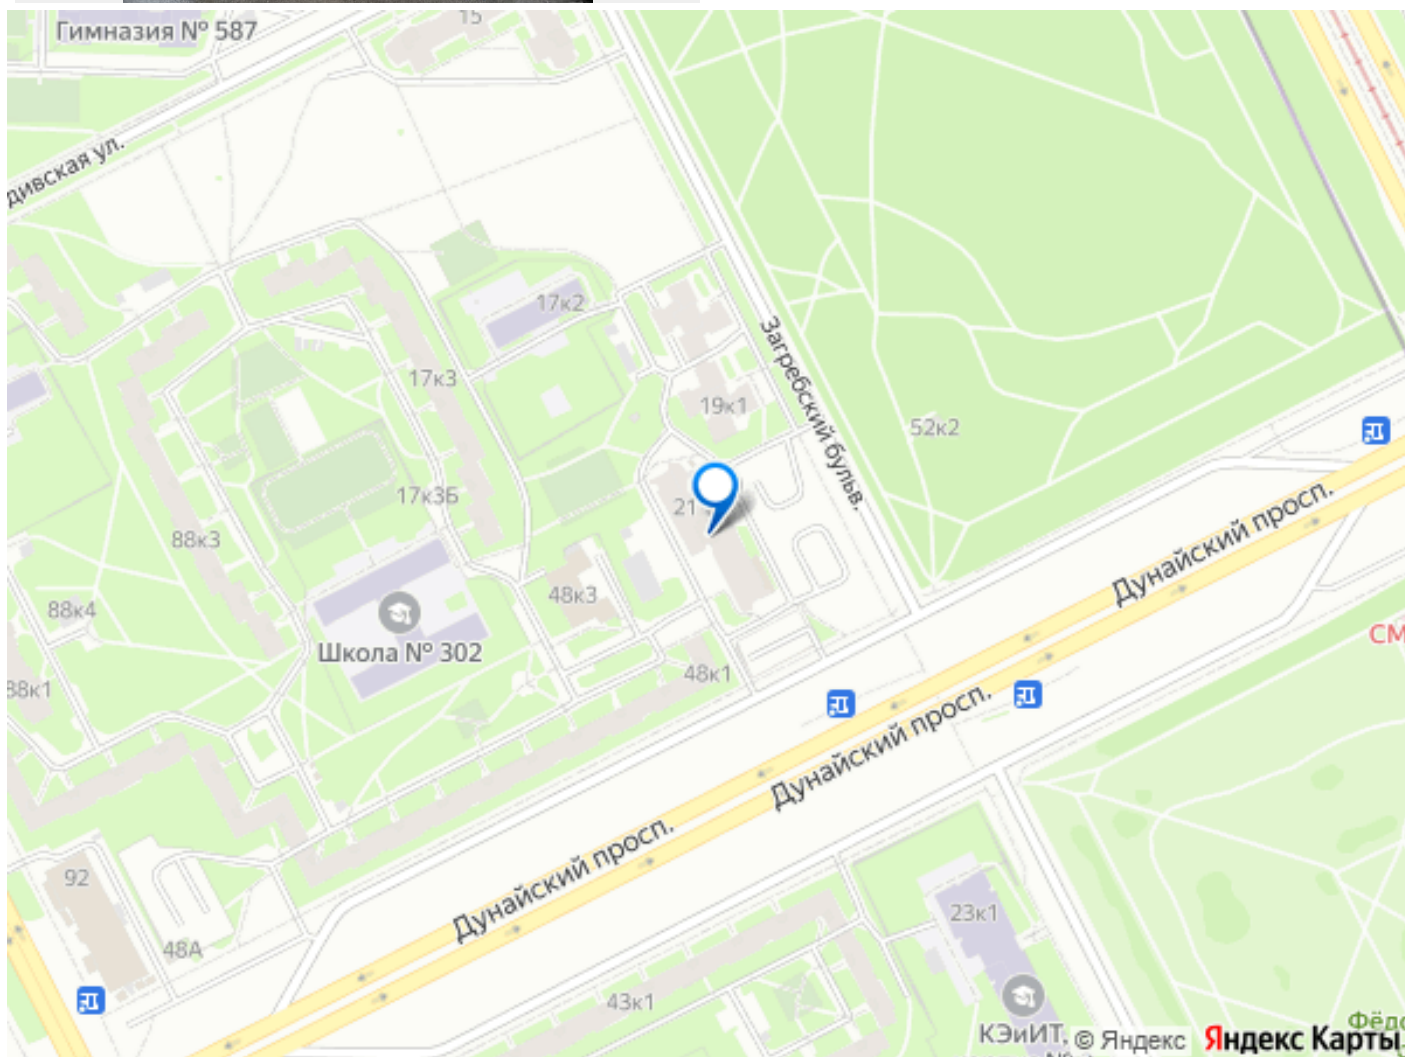 15
Гимназия № 587
дивская ул.
17к2
Загребский бульв.
17к3
19к1
52к2
17к3Б
21
88к3
Дунайский просп.
48к3
88к4
СМ
Школа № 302
48к1
88к1
Дунайский просп.
Дунайский просп.
92
23к1
48А
43к1
КЭиИТ,
© Яндекс
Яндекс Карты